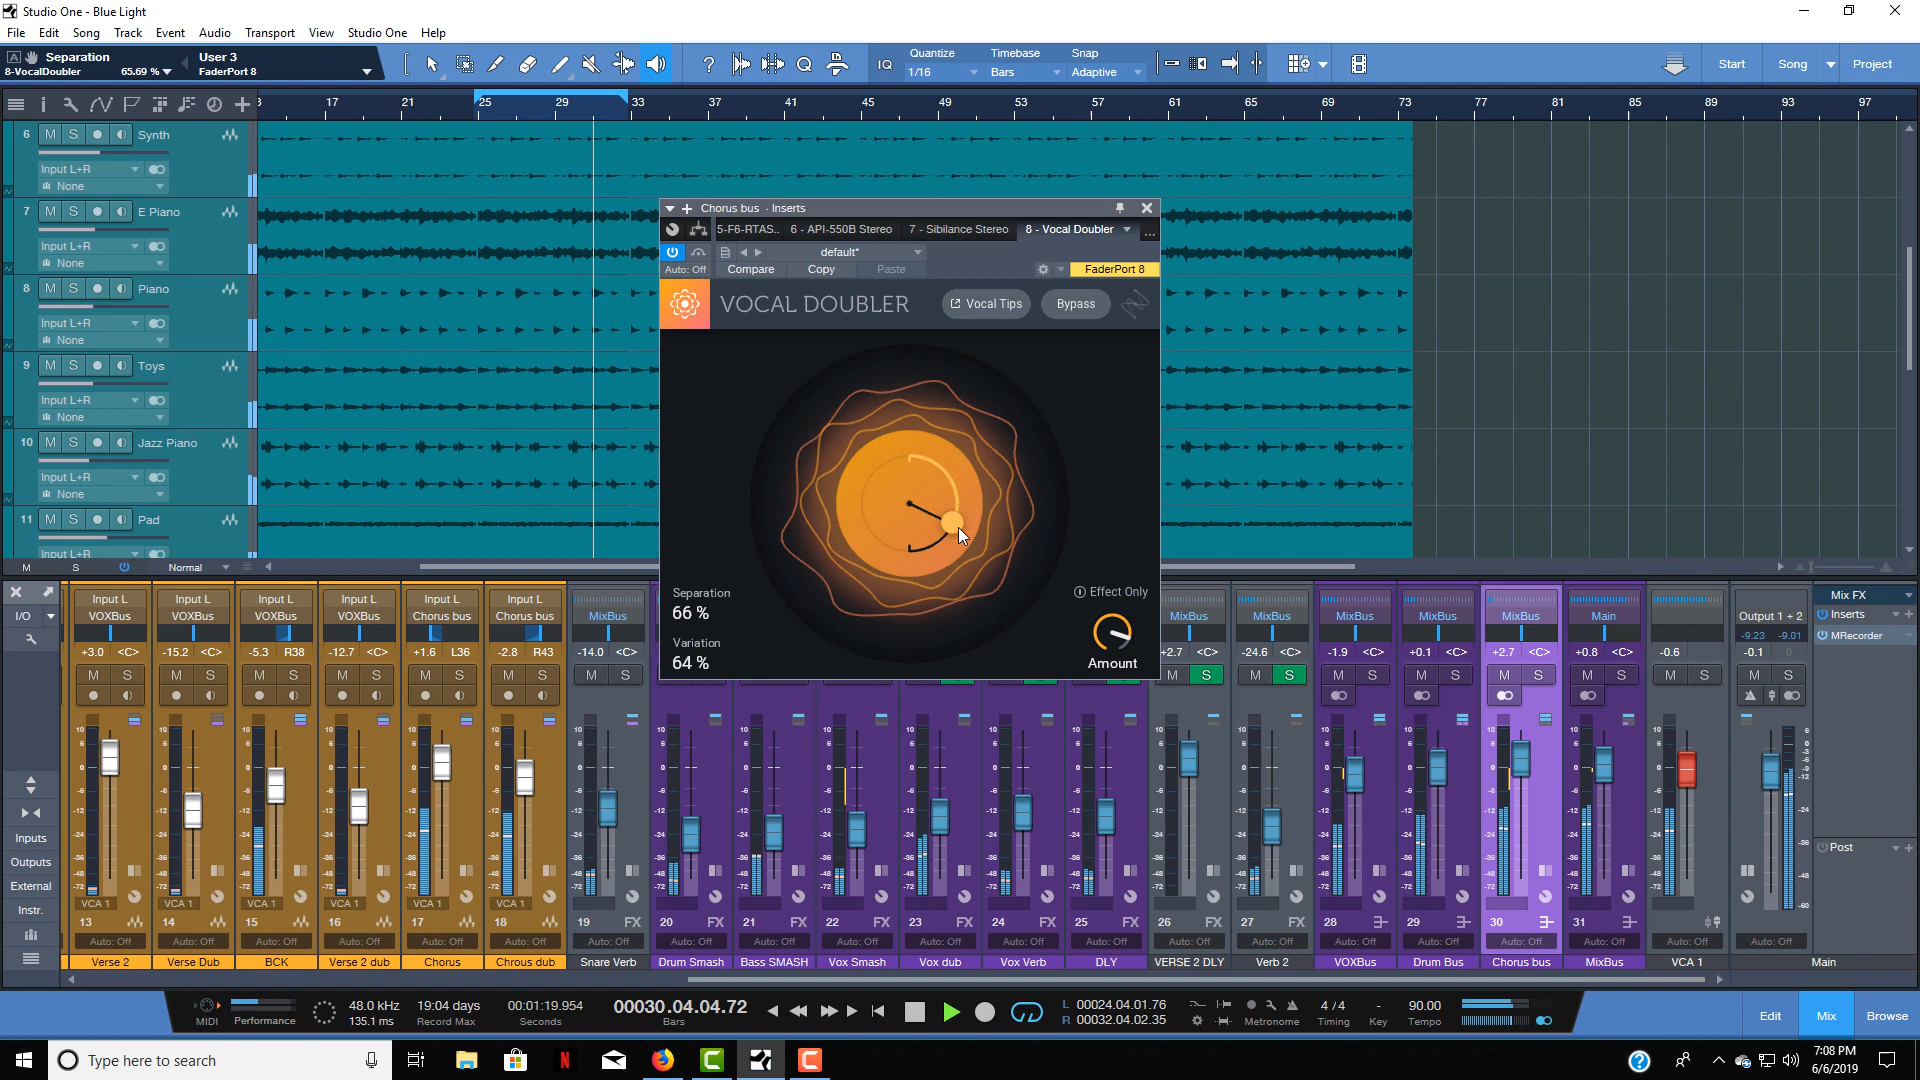 Studio One - Blue Light
File Edit Song Track Event Audio Transport View Studio One Help
Separation
8-VocalDoubler 65.69 %
User 3
FaderPort 8
IQ
Quantize
1/16
Timebase
Bars
Snap
Adaptive
Start Song Project
17 21 25 29 33 37 41 45 49 53 57 61 65 69 73 77 81 85 89 93 97
6 M S Synth
Input L+R
None
7 M S E Piano
Input L+R
None
8 M S Piano
Input L+R
None
9 M S Toys
Input L+R
None
10 M S Jazz Piano
Input L+R
None
11 M S Pad
Input L+R
M S Normal
Chorus bus - Inserts
5-F6-RTAS.. 6 - API-550B Stereo 7 - Sibilance Stereo 8 - Vocal Doubler ...
default*
Auto: Off Compare Copy Paste FaderPort 8
VOCAL DOUBLER Vocal Tips Bypass
Separation
66 %
Variation
64 %
Effect Only
Amount
I/O
Inputs
Outputs
External
Instr.
Input L Input L Input L Input L Input L Input L
VOXBus VOXBus VOXBus VOXBus Chorus bus Chorus bus MixBus MixBus MixBus MixBus MixBus MixBus Main Output 1 + 2
-9.23 -9.01
+3.0 <C> -15.2 <C> -5.3 R38 -12.7 <C> +1.6 L36 -2.8 R43 -14.0 <C> +2.7 <C> -24.6 <C> -1.9 <C> +0.1 <C> +2.7 <C> +0.8 <C> -0.6 -0.1 0
VCA 1 VCA 1 VCA 1 VCA 1 VCA 1 VCA 1
13 14 15 16 17 18 19 FX 20 FX 21 FX 22 FX 23 FX 24 FX 25 FX 26 FX 27 FX 28 29 30 31
Auto: Off Auto: Off Auto: Off Auto: Off Auto: Off Auto: Off Auto: Off Auto: Off Auto: Off Auto: Off Auto: Off Auto: Off Auto: Off Auto: Off Auto: Off Auto: Off Auto: Off Auto: Off Auto: Off Auto: Off Auto: Off
Verse 2 Verse Dub BCK Verse 2 dub Chorus Chrous dub Snare Verb Drum Smash Bass SMASH Vox Smash Vox dub Vox Verb DLY VERSE 2 DLY Verb 2 VOXBus Drum Bus Chorus bus MixBus VCA 1 Main
Mix FX
Inserts
MRecorder
Post
MIDI Performance
48.0 kHz
135.1 ms
19:04 days
Record Max
00:01:19.954
Seconds
00030.04.04.72
Bars
L 00024.04.01.76
R 00032.04.02.35
Metronome
4 / 4
Timing
-
Key
90.00
Tempo
Edit Mix Browse
Type here to search
7:08 PM
6/6/2019